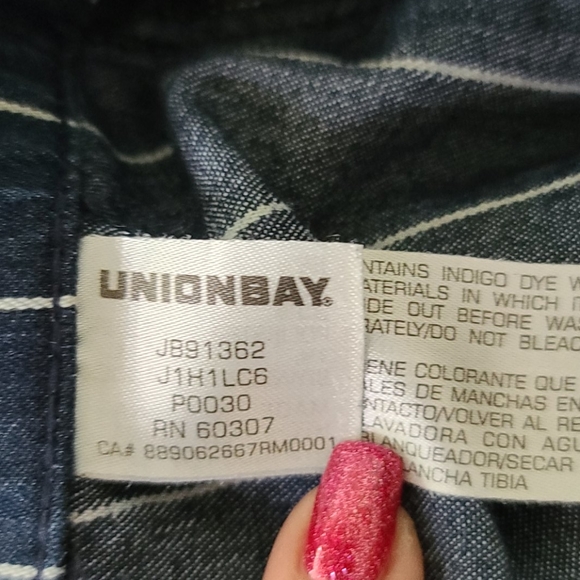 UNIONBAY®
JB91362
J1H1LC6
P0030
RN 60307
CA# 889062667RM0001
NTAINS INDIGO DYE W
ATERIALS IN WHICH I
DE OUT BEFORE WA
RATELY/DO NOT BLEAC
ENE COLORANTE QUE
LES DE MANCHAS EN
NTACTO/VOLVER AL RE
LAVADORA CON AGU
BLANQUEADOR/SECAR
LANCHA TIBIA